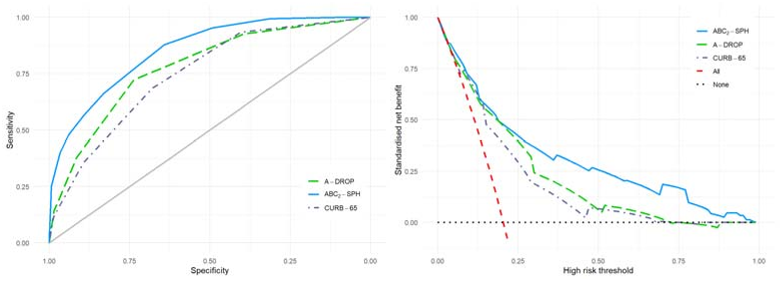 1.00
0.75
0.50
0.25
0.00
Sensitivity
1.00
0.75
0.50
0.25
0.00
Specificity
A – DROP
ABC₂ – SPH
CURB – 65
1.00
0.75
0.50
0.25
0.00
Standardised net benefit
0.00
0.25
0.50
0.75
1.00
High risk threshold
ABC₂ – SPH
A – DROP
CURB – 65
All
None